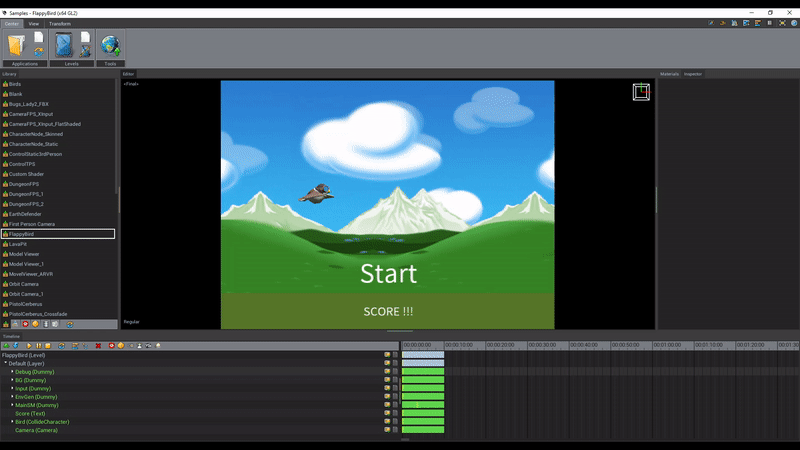 Samples - FlappyBird (x64 GL2)
Center View Transform
Applications Levels Tools
Library
Birds
Blank
Bugs_Lady2_FBX
CameraFPS_XInput
CameraFPS_XInput_FlatShaded
CharacterNode_Skinned
CharacterNode_Static
ControlStatic3rdPerson
ControlTPS
Custom Shader
DungeonFPS
DungeonFPS_1
DungeonFPS_2
EarthDefender
First Person Camera
FlappyBird
LavaPit
Model Viewer
Model Viewer_1
MovelViewer_ARVR
Orbit Camera
Orbit Camera_1
PistolCerberus
PistolCerberus_Crossfade
Editor
<Final>
Start
SCORE !!!
Regular
Materials Inspector
Timeline
00:00:00:00 00:00:10:00 00:00:20:00 00:00:30:00 00:00:40:00 00:00:50:00 00:01:00:00 00:01:10:00 00:01:20:00 00:01:30
FlappyBird (Level)
Default (Layer)
Debug (Dummy)
BG (Dummy)
Input (Dummy)
EnvGen (Dummy)
MainSM (Dummy)
Score (Text)
Bird (CollideCharacter)
Camera (Camera)